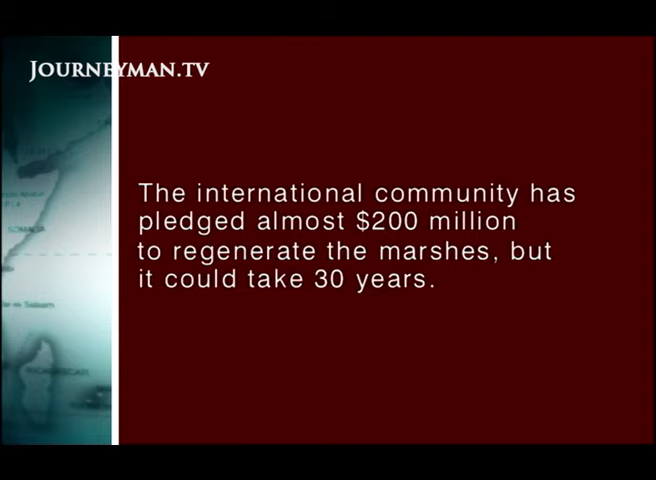 JOURNEYMAN.TV
The international community has
pledged almost $200 million
to regenerate the marshes, but
it could take 30 years.